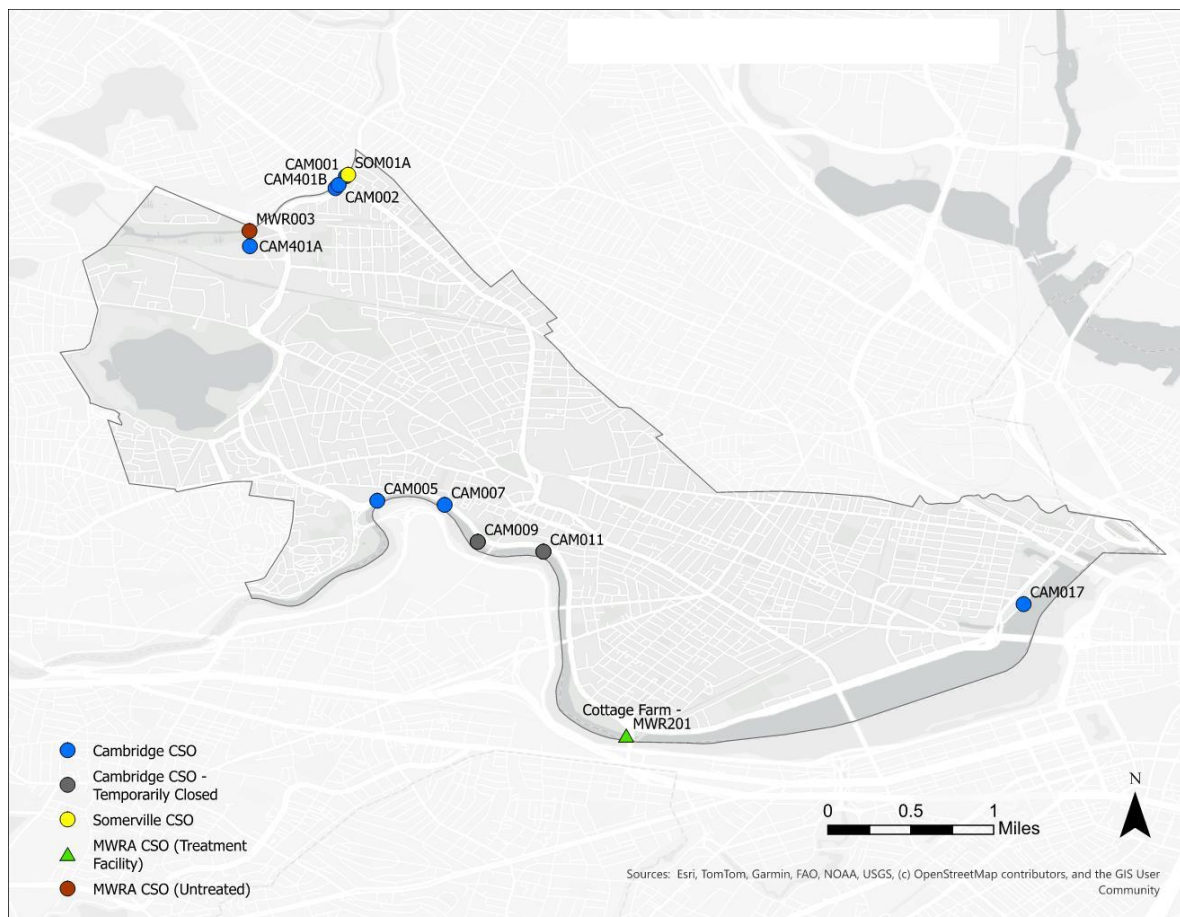 CAM001
SOM01A
CAM401B
CAM002
MWR003
CAM401A
CAM005
CAM007
CAM009
CAM011
CAM017
Cottage Farm -
MWR201
Cambridge CSO
Cambridge CSO -
Temporarily Closed
Somerville CSO
MWRA CSO (Treatment
Facility)
MWRA CSO (Untreated)
N
0 0.5 1
Miles
Sources: Esri, TomTom, Garmin, FAO, NOAA, USGS, (c) OpenStreetMap contributors, and the GIS User
Community